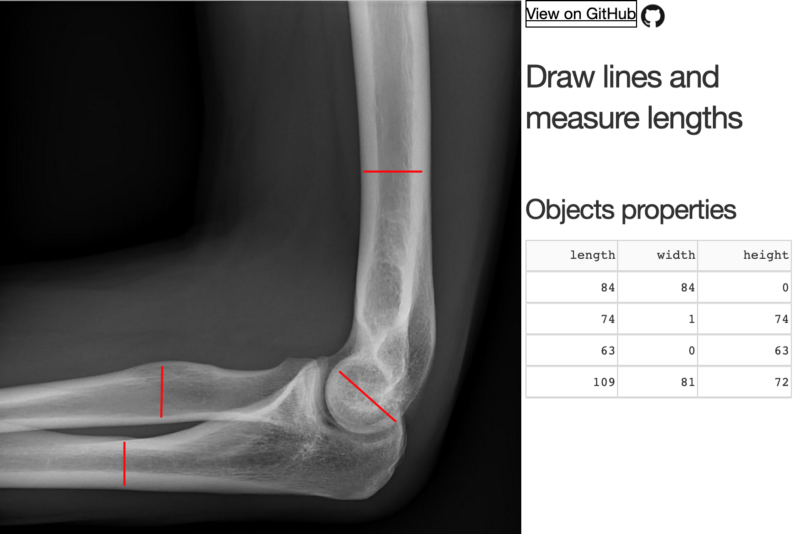 View on GitHub
Draw lines and
measure lengths
Objects properties
length width height
84 84 0
74 1 74
63 0 63
109 81 72